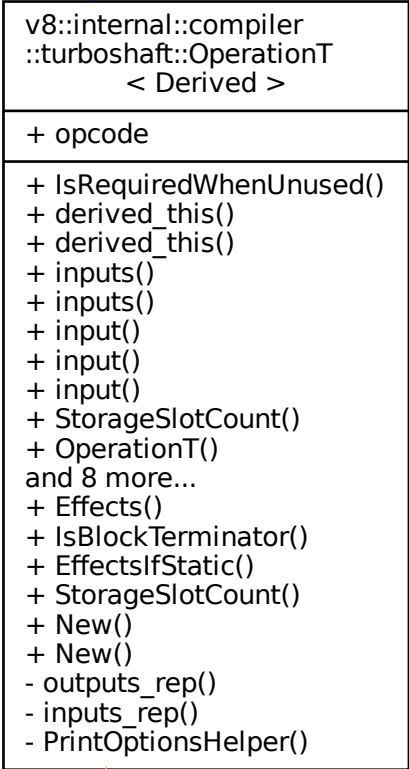 v8::internal::compiler
::turboshaft::OperationT
< Derived >
+ opcode
+ IsRequiredWhenUnused()
+ derived_this()
+ derived_this()
+ inputs()
+ inputs()
+ input()
+ input()
+ input()
+ StorageSlotCount()
+ OperationT()
and 8 more...
+ Effects()
+ IsBlockTerminator()
+ EffectsIfStatic()
+ StorageSlotCount()
+ New()
+ New()
- outputs_rep()
- inputs_rep()
- PrintOptionsHelper()